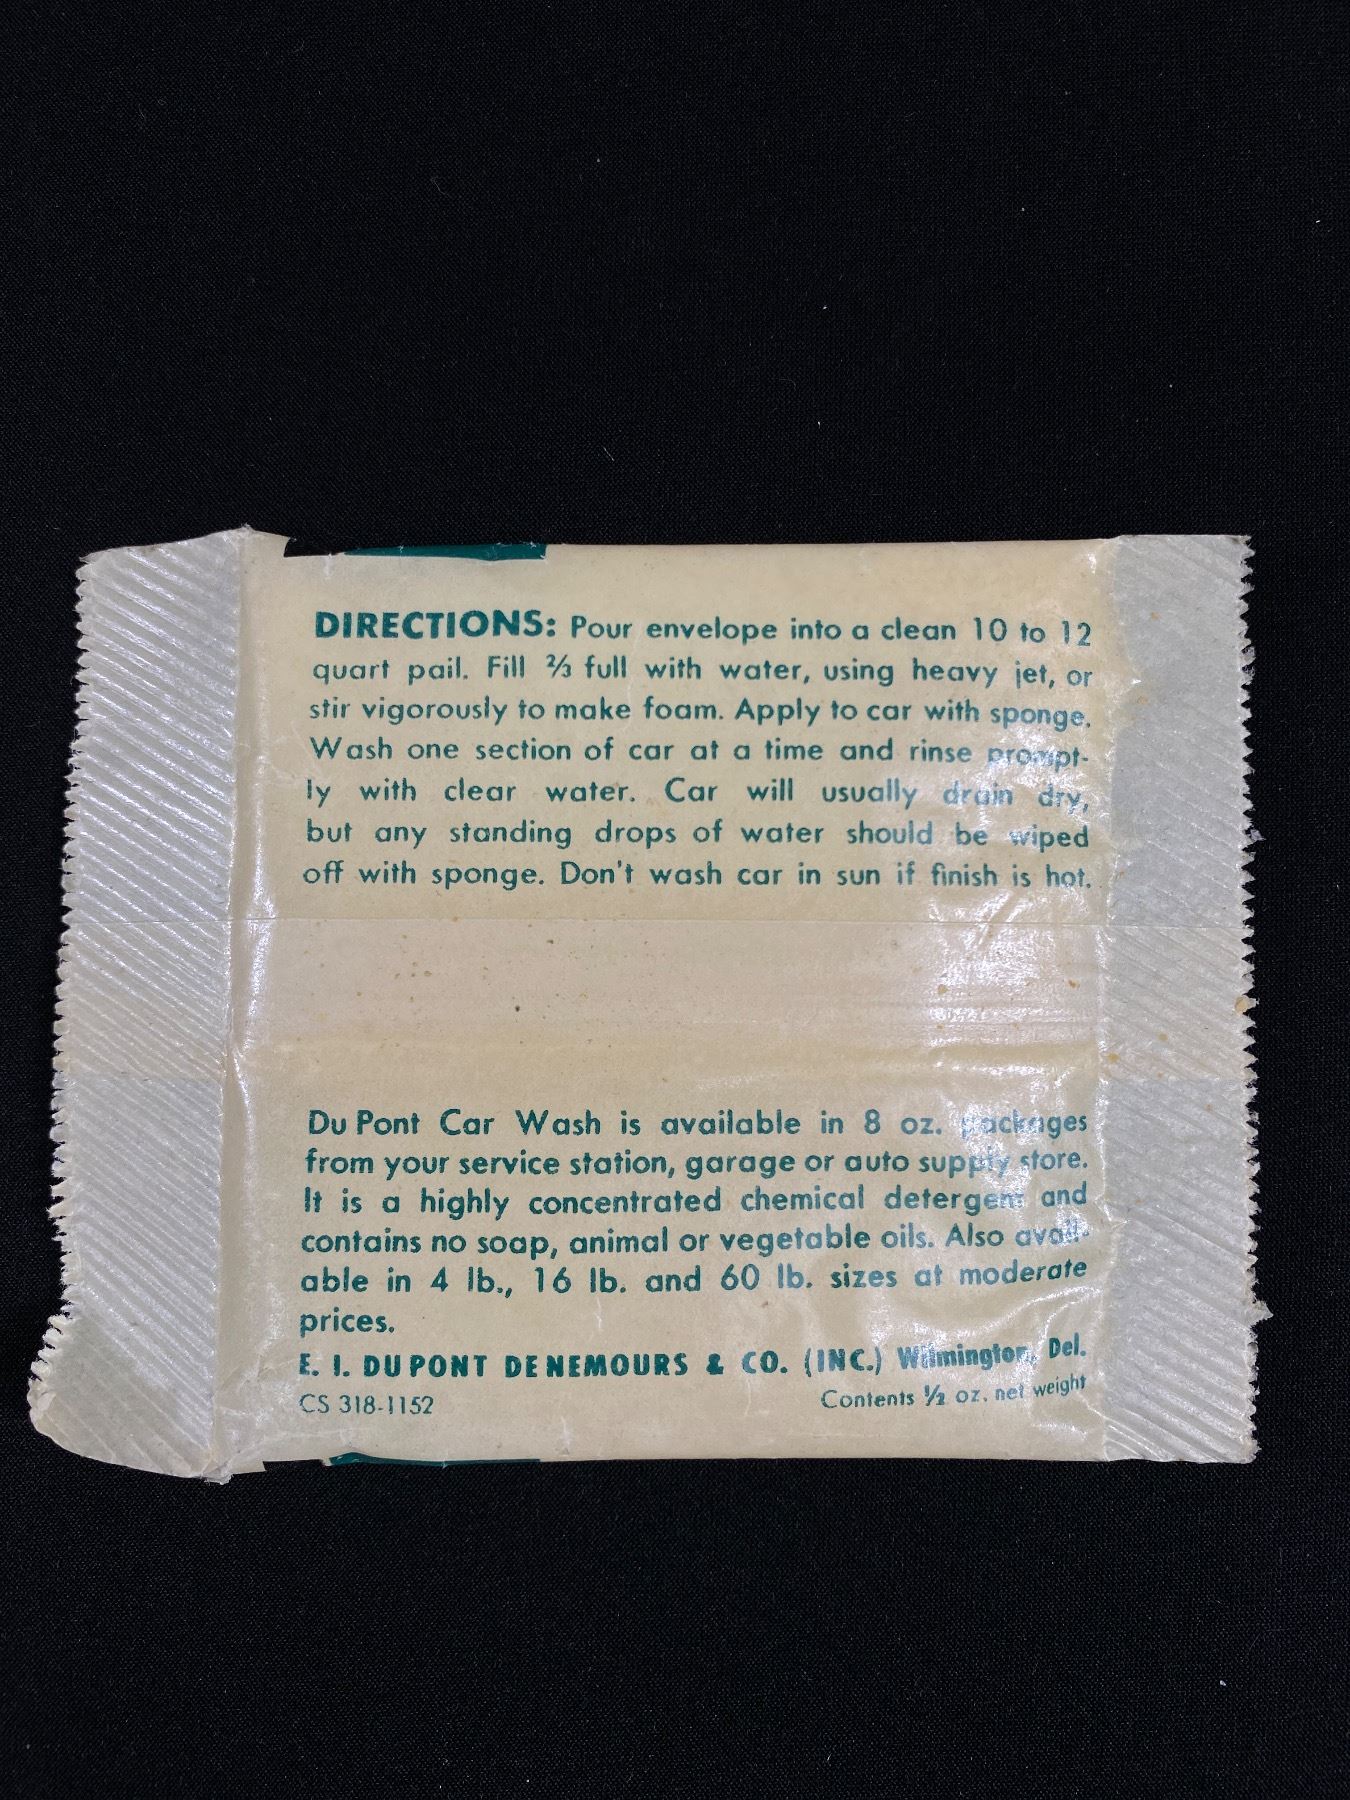 DIRECTIONS: Pour envelope into a clean 10 to 12
quart pail. Fill ⅔ full with water, using heavy jet, or
stir vigorously to make foam. Apply to car with sponge.
Wash one section of car at a time and rinse prompt-
ly with clear water. Car will usually drain dry,
but any standing drops of water should be wiped
off with sponge. Don't wash car in sun if finish is hot.
Du Pont Car Wash is available in 8 oz. packages
from your service station, garage or auto supply store.
It is a highly concentrated chemical detergent and
contains no soap, animal or vegetable oils. Also avail-
able in 4 lb., 16 lb. and 60 lb. sizes at moderate
prices.
E. I. DU PONT DE NEMOURS & CO. (INC.) Wilmington, Del.
CS 318-1152 Contents ½ oz. net weight